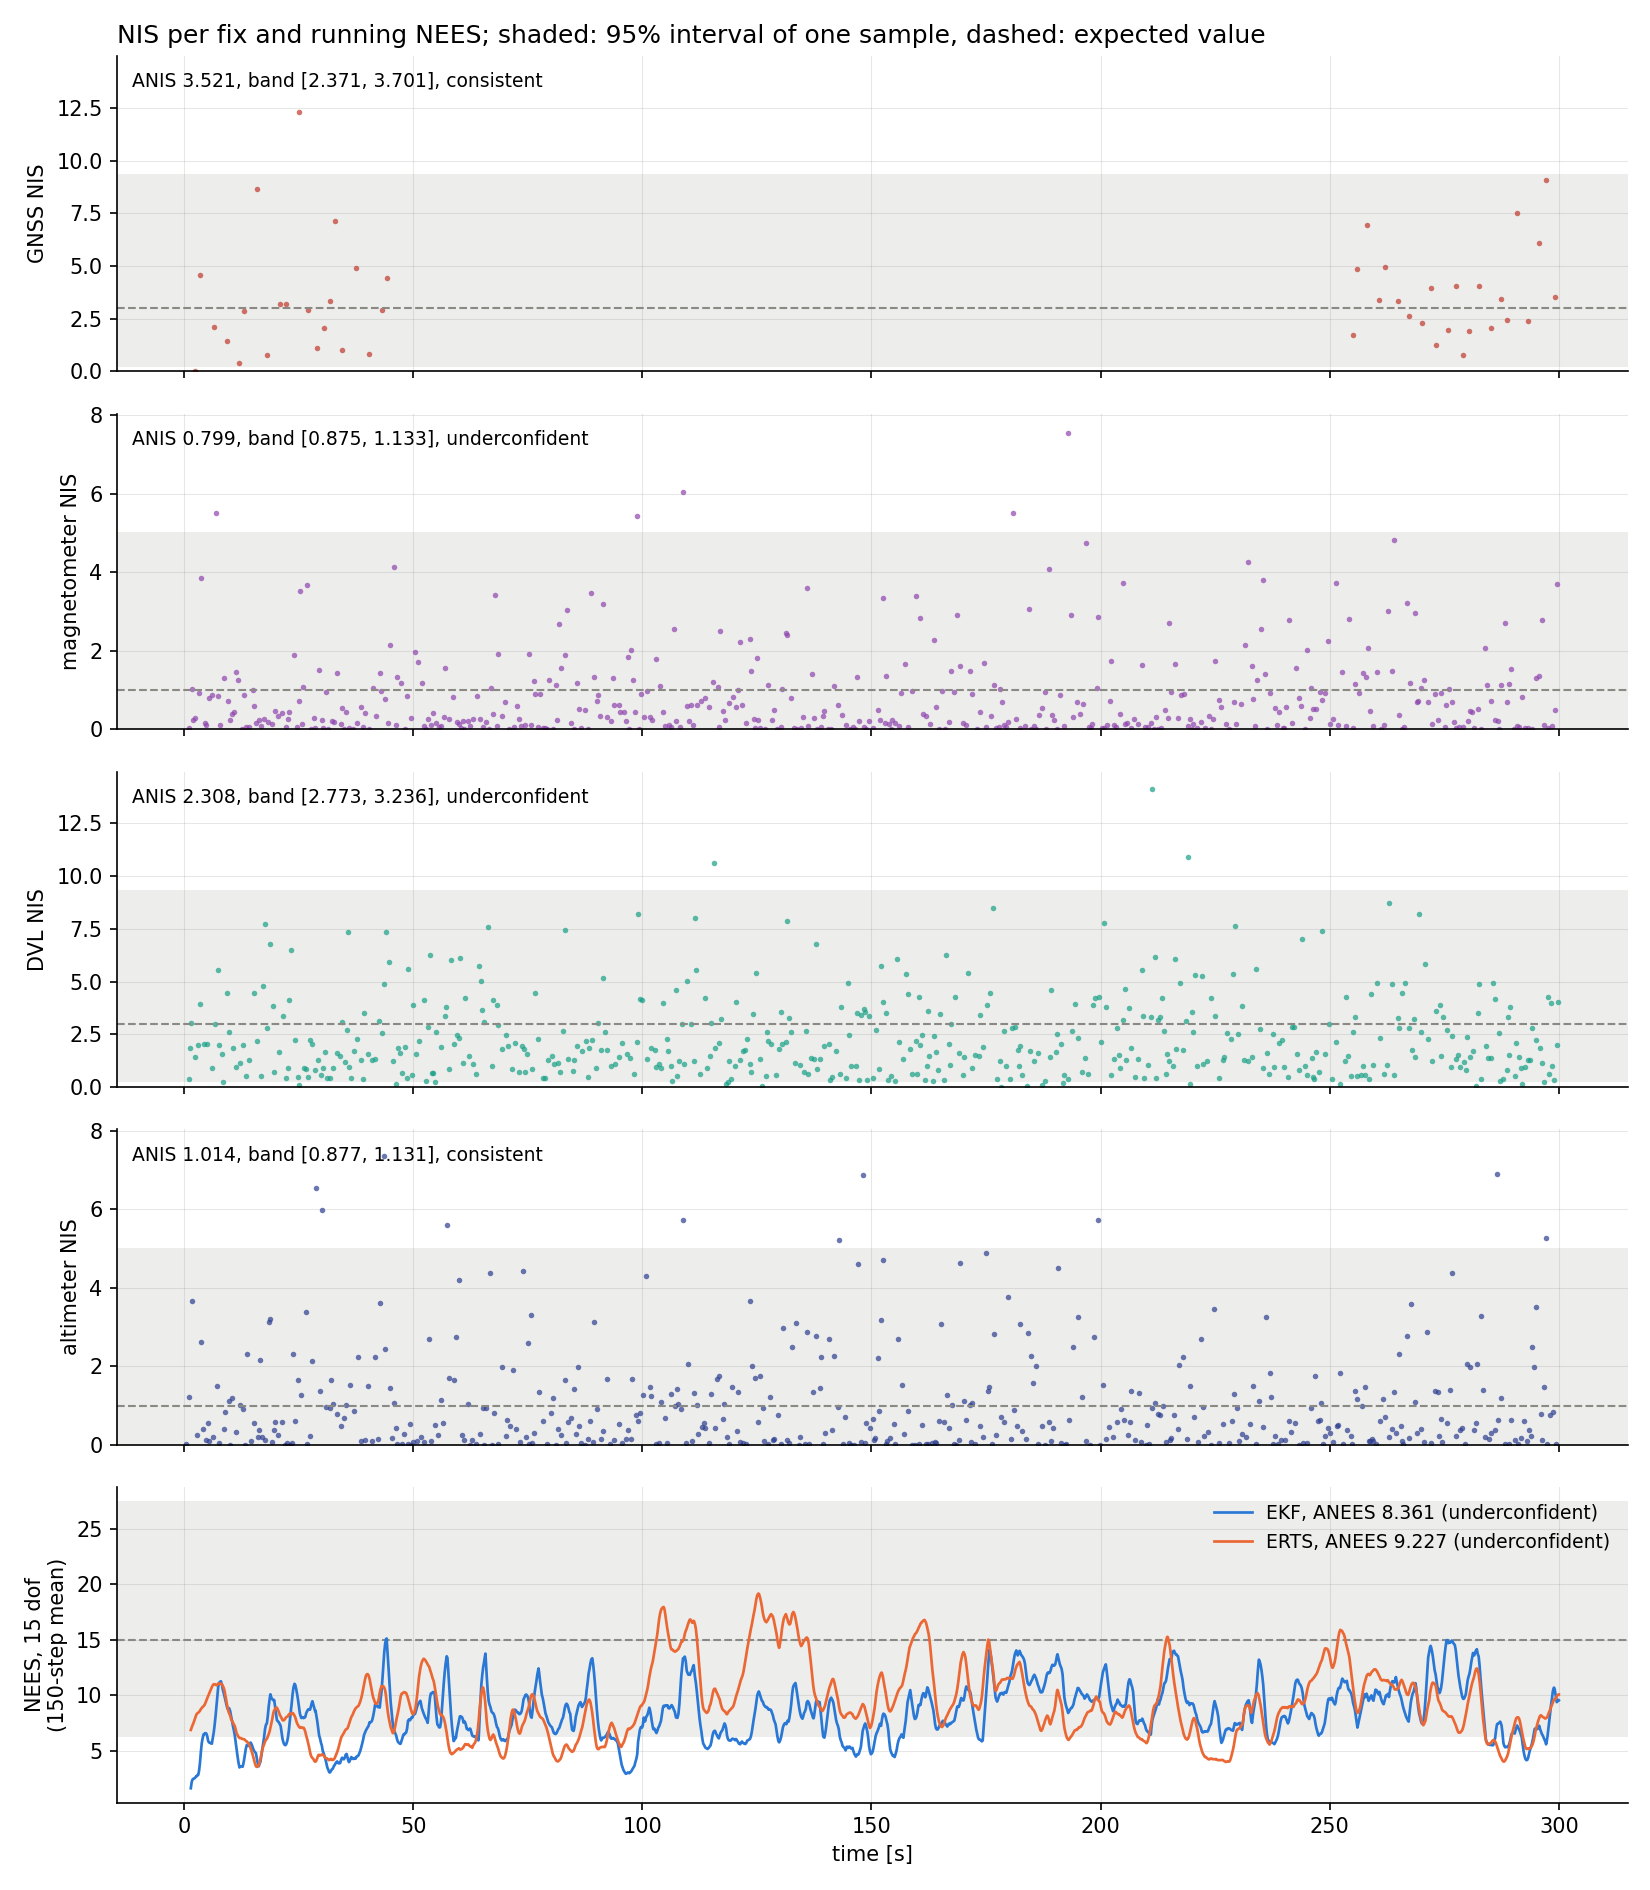 NIS per fix and running NEES; shaded: 95% interval of one sample, dashed: expected value
ANIS 3.521, band [2.371, 3.701], consistent
GNSS NIS
12.5
10.0
7.5
5.0
2.5
0.0
ANIS 0.799, band [0.875, 1.133], underconfident
magnetometer NIS
8
6
4
2
0
ANIS 2.308, band [2.773, 3.236], underconfident
DVL NIS
12.5
10.0
7.5
5.0
2.5
0.0
ANIS 1.014, band [0.877, 1.131], consistent
altimeter NIS
8
6
4
2
0
EKF, ANEES 8.361 (underconfident)
ERTS, ANEES 9.227 (underconfident)
NEES, 15 dof
(150-step mean)
25
20
15
10
5
0 50 100 150 200 250 300
time [s]